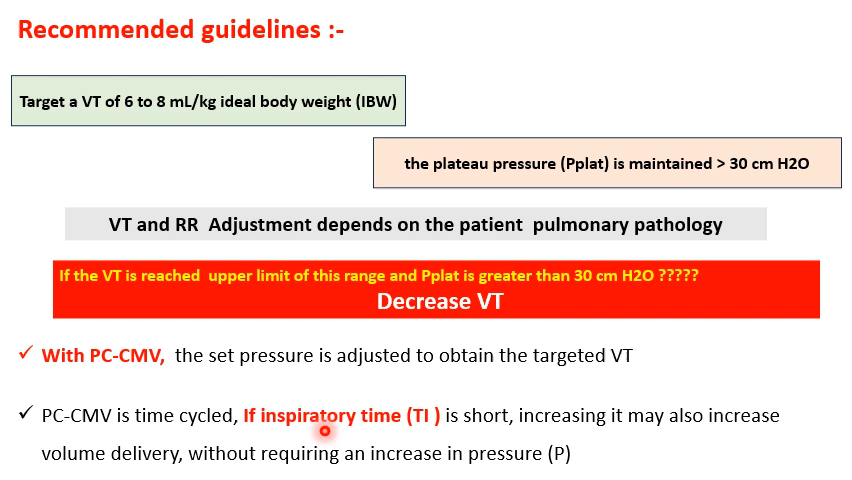 Recommended guidelines :-
Target a VT of 6 to 8 mL/kg ideal body weight (IBW)
the plateau pressure (Pplat) is maintained > 30 cm H2O
VT and RR Adjustment depends on the patient pulmonary pathology
If the VT is reached upper limit of this range and Pplat is greater than 30 cm H2O ?????
Decrease VT
✓ With PC-CMV, the set pressure is adjusted to obtain the targeted VT
✓ PC-CMV is time cycled, If inspiratory time (TI ) is short, increasing it may also increase
volume delivery, without requiring an increase in pressure (P)